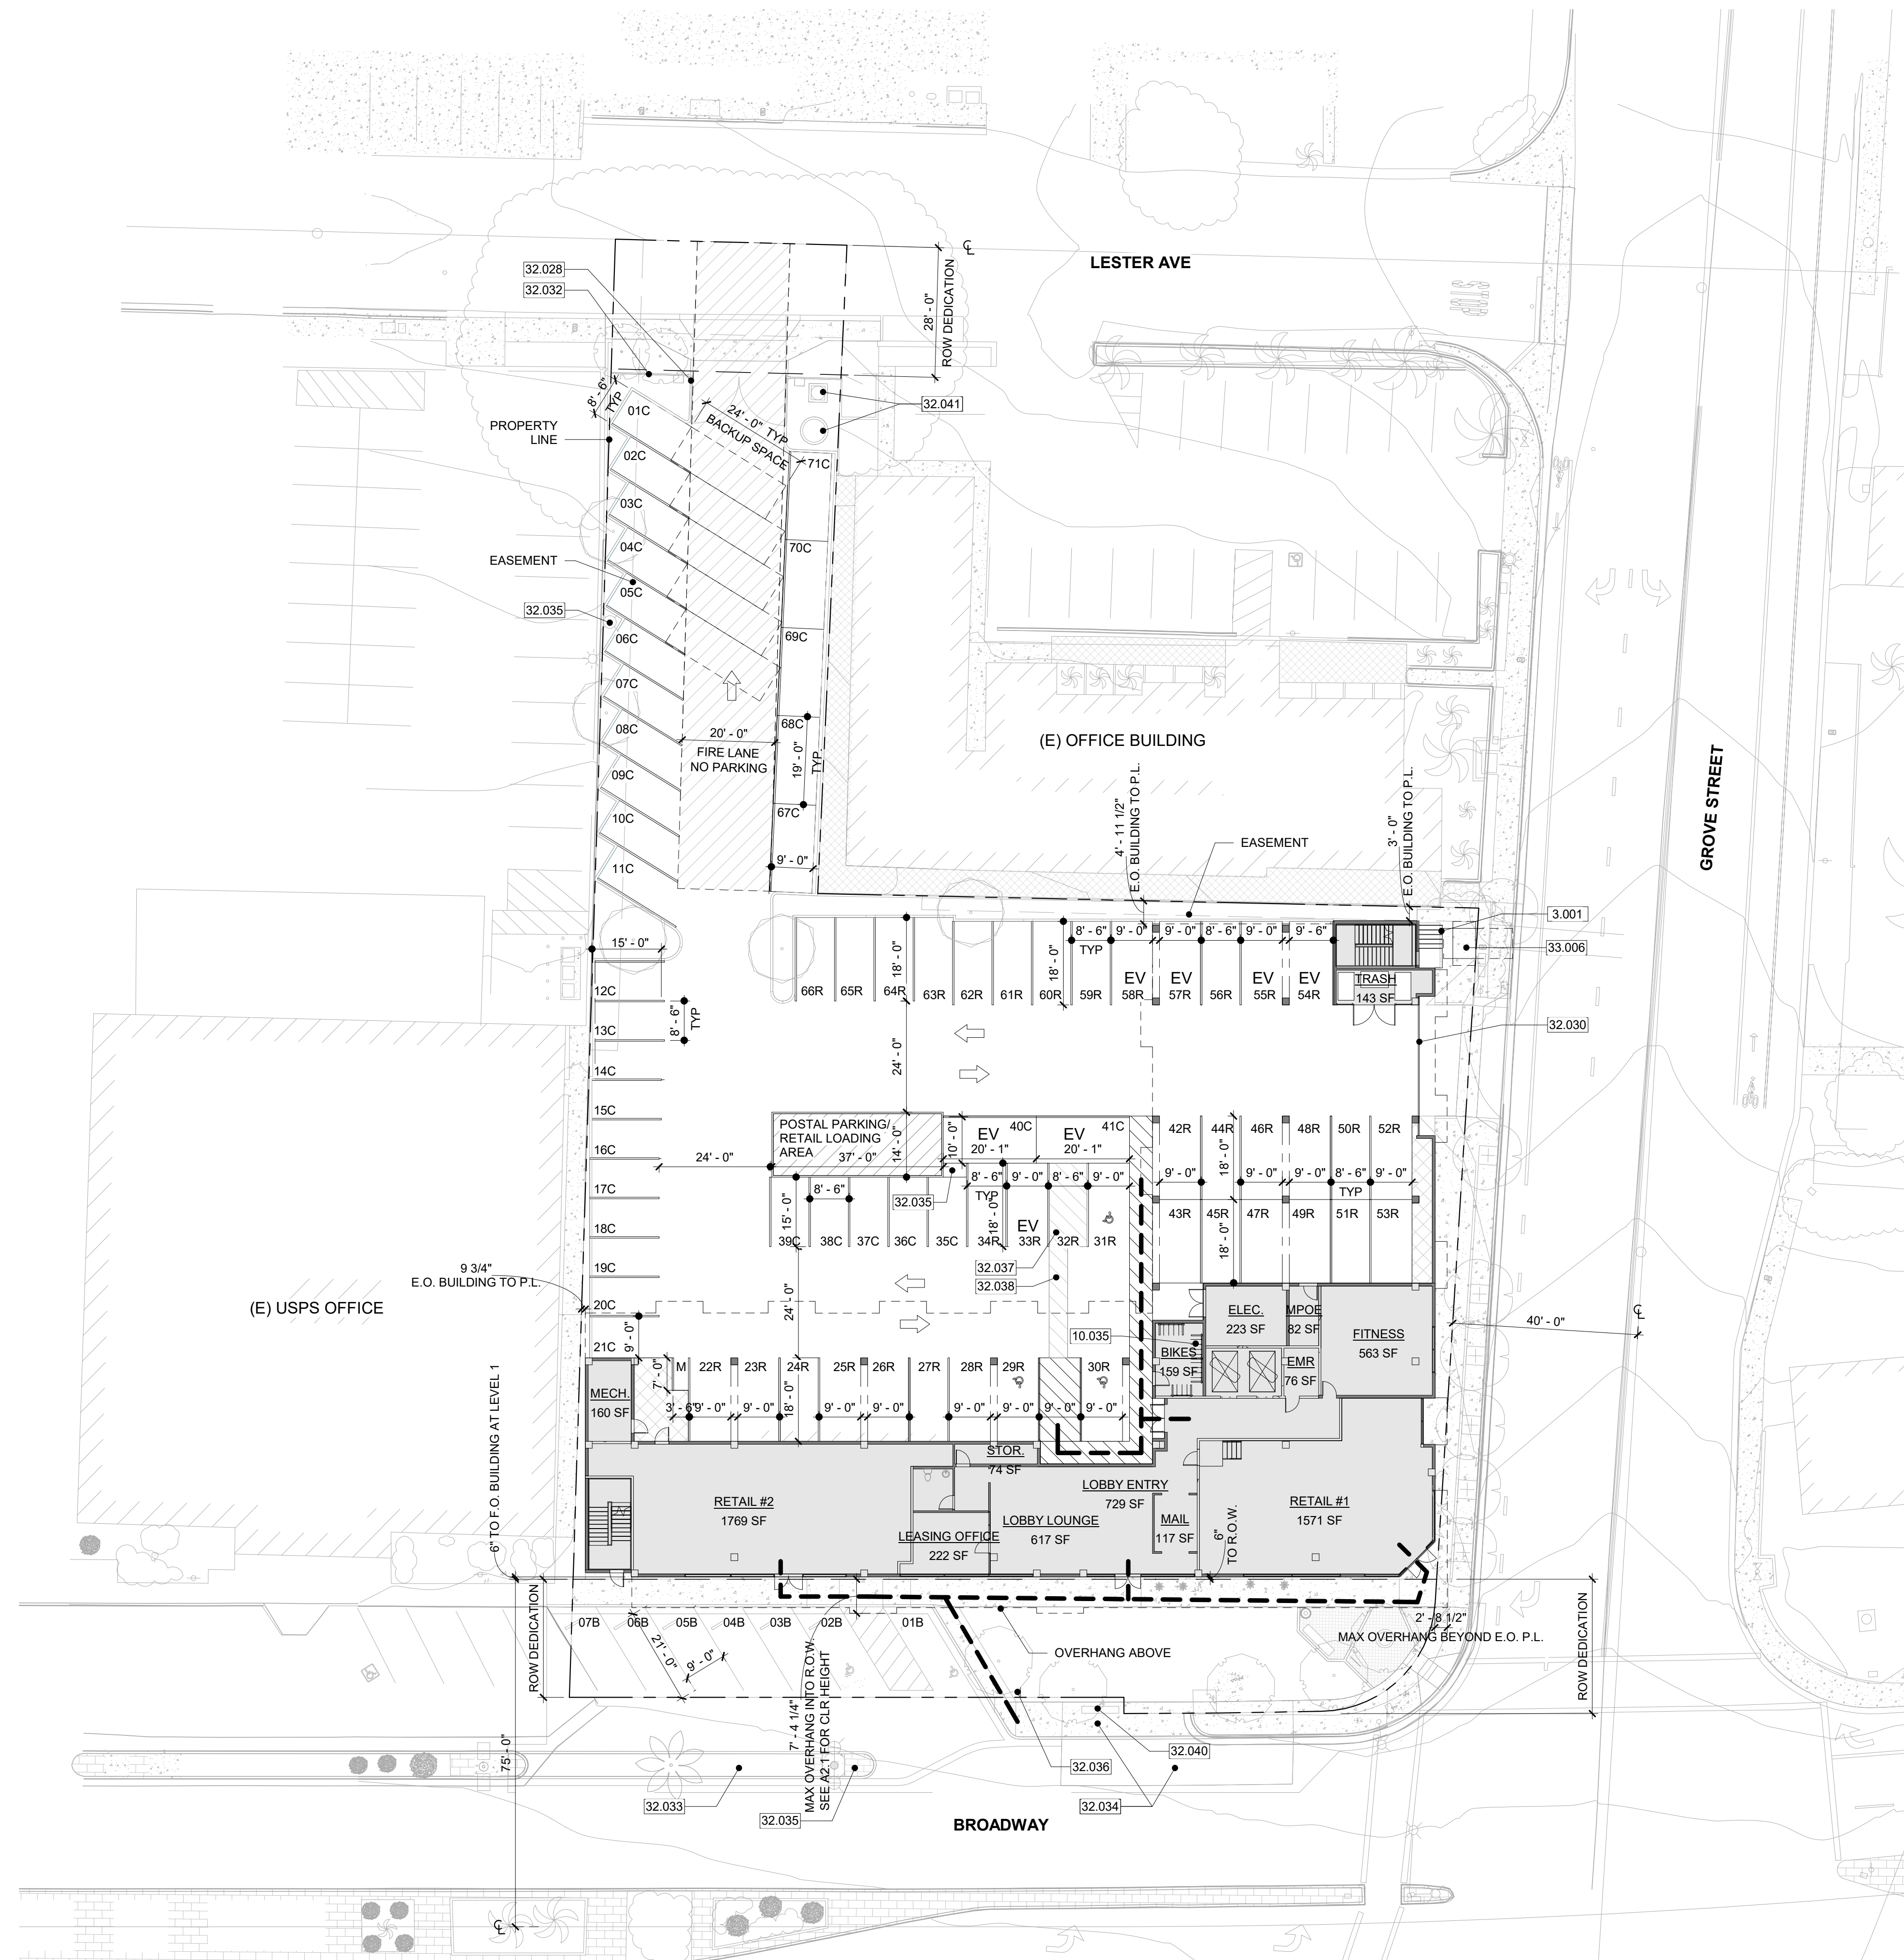 LESTER AVE
32.028
32.032
28' - 0"
ROW DEDICATION
32.041
8' - 6"
TYP
24' - 0" TYP
BACKUP SPACE
PROPERTY
LINE
EASEMENT
32.035
01C
02C
03C
04C
05C
06C
07C
08C
09C
10C
11C
71C
70C
69C
68C
67C
20' - 0"
FIRE LANE
NO PARKING
19' - 0"
TYP.
9' - 0"
(E) OFFICE BUILDING
GROVE STREET
4' - 11 1/2"
E.O. BUILDING TO P.L.
3' - 0"
E.O. BUILDING TO P.L.
EASEMENT
3.001
33.006
32.030
15' - 0"
18' - 0"
18' - 0"
8' - 6"
TYP
9' - 0"
9' - 0"
8' - 6"
9' - 0"
9' - 6"
EV
EV
EV
EV
66R
65R
64R
63R
62R
61R
60R
59R
58R
57R
56R
55R
54R
TRASH
143 SF
12C
13C
14C
15C
16C
17C
18C
19C
20C
21C
8' - 6"
TYP
24' - 0"
POSTAL PARKING/
RETAIL LOADING
AREA
37' - 0"
14' - 0"
10' - 0"
24' - 0"
EV
40C
20' - 1"
EV
41C
20' - 1"
32.035
8' - 6"
TYP
9' - 0"
8' - 6"
9' - 0"
15' - 0"
8' - 6"
18' - 0"
EV
39C
38C
37C
36C
35C
34R
33R
32R
31R
32.037
32.038
42R
44R
46R
48R
50R
52R
18' - 0"
9' - 0"
9' - 0"
9' - 0"
8' - 6"
TYP
9' - 0"
43R
45R
47R
49R
51R
53R
18' - 0"
9 3/4"
E.O. BUILDING TO P.L.
(E) USPS OFFICE
24' - 0"
9' - 0"
7' - 0"
10.035
ELEC.
223 SF
MPOE
82 SF
FITNESS
563 SF
BIKES
159 SF
EMR
76 SF
40' - 0"
M
22R
23R
24R
25R
26R
27R
28R
29R
30R
MECH.
160 SF
3' - 6"
9' - 0"
9' - 0"
18' - 0"
9' - 0"
9' - 0"
9' - 0"
9' - 0"
9' - 0"
9' - 0"
STOR.
74 SF
RETAIL #2
1769 SF
LEASING OFFICE
222 SF
LOBBY LOUNGE
617 SF
LOBBY ENTRY
729 SF
MAIL
117 SF
RETAIL #1
1571 SF
6"
TO R.O.W.
6" TO F.O. BUILDING AT LEVEL 1
ROW DEDICATION
75' - 0"
07B
06B
05B
04B
03B
02B
01B
21' - 0"
9' - 0"
7' - 4 1/4"
MAX OVERHANG INTO R.O.W.
SEE A2.1 FOR CLR HEIGHT
OVERHANG ABOVE
2' - 8 1/2"
MAX OVERHANG BEYOND E.O. P.L.
ROW DEDICATION
32.040
32.036
32.034
32.033
32.035
BROADWAY